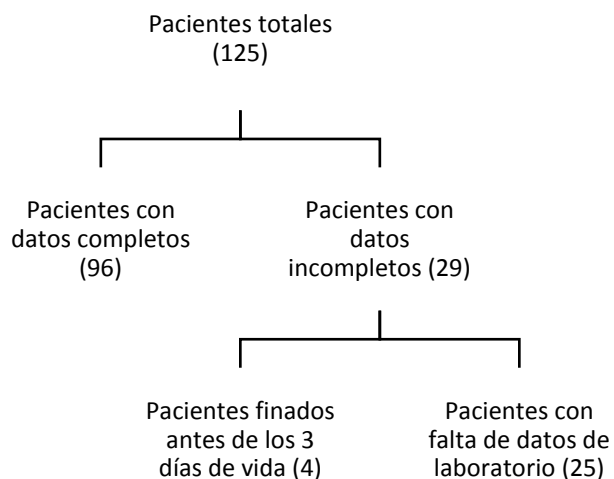 Pacientes totales
(125)
Pacientes con
datos completos
(96)
Pacientes con
datos
incompletos (29)
Pacientes finados
antes de los 3
días de vida (4)
Pacientes con
falta de datos de
laboratorio (25)